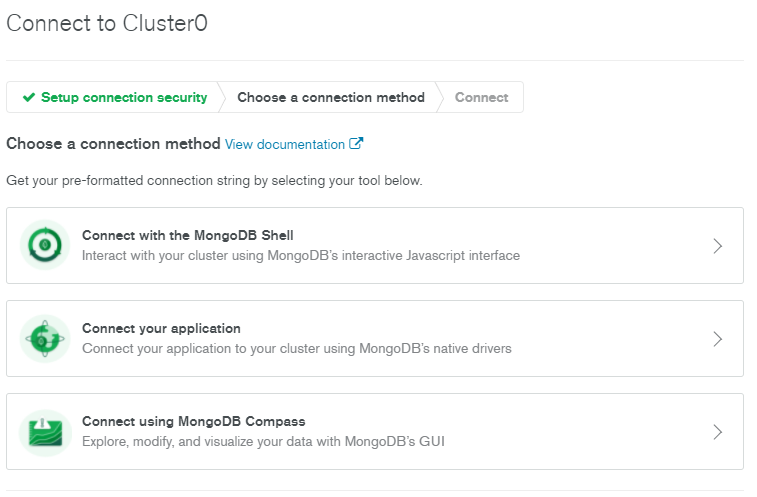 Connect to Cluster0
Setup connection security
Choose a connection method
Connect
Choose a connection method View documentation
Get your pre-formatted connection string by selecting your tool below.
Connect with the MongoDB Shell
Interact with your cluster using MongoDB's interactive Javascript interface
Connect your application
Connect your application to your cluster using MongoDB's native drivers
Connect using MongoDB Compass
Explore, modify, and visualize your data with MongoDB's GUI